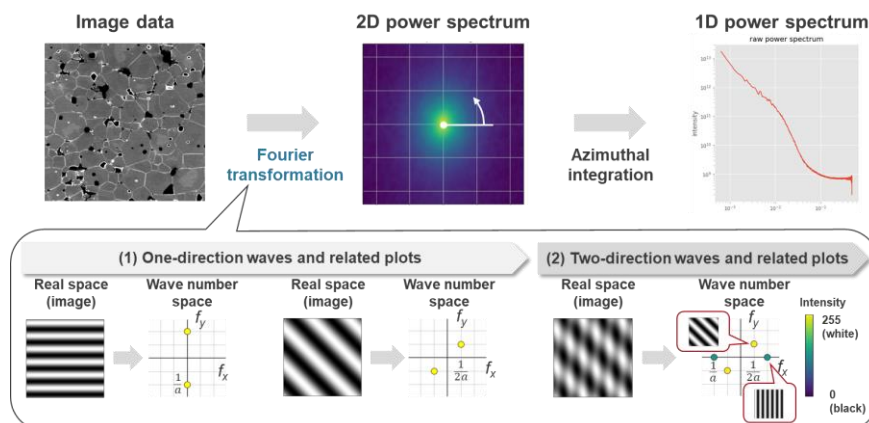 Image data
2D power spectrum
1D power spectrum
raw power spectrum
Intensity
Fourier
transformation
Azimuthal
integration
(1) One-direction waves and related plots
(2) Two-direction waves and related plots
Real space
(image)
Wave number
space
f_y
f_x
1/a
Real space
(image)
Wave number
space
f_y
f_x
1/2a
Real space
(image)
Wave number
space
f_y
f_x
1/a
1/2a
Intensity
255
(white)
0
(black)